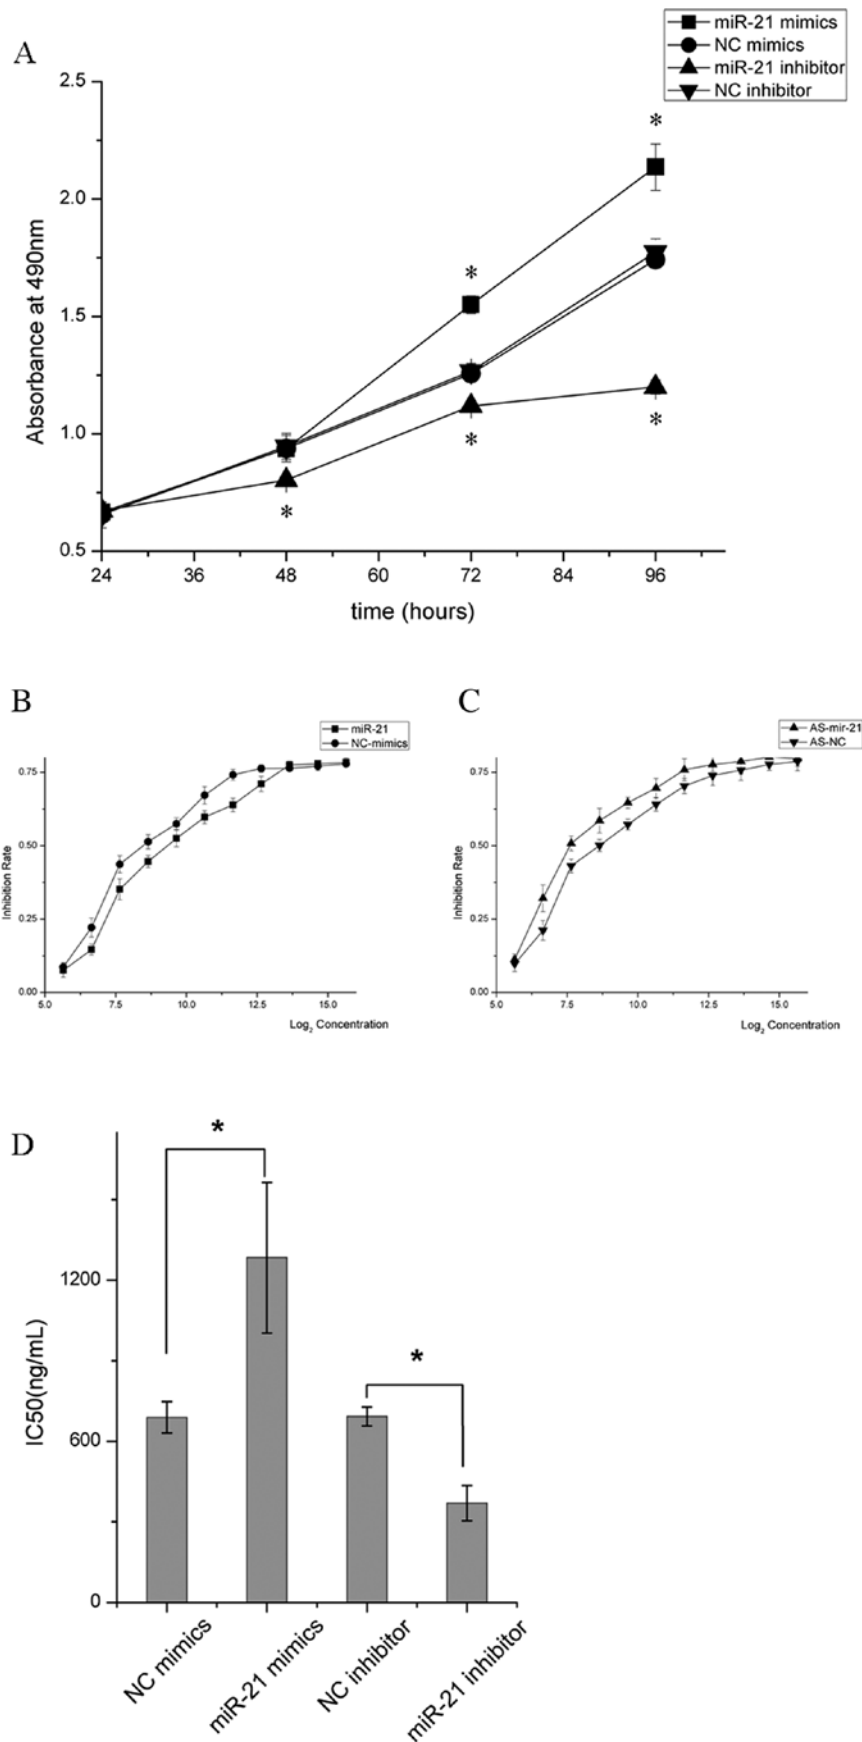 A
miR-21 mimics
NC mimics
miR-21 inhibitor
NC inhibitor
2.5
2.0
1.5
1.0
0.5
Absorbance at 490nm
*
*
*
*
*
24 36 48 60 72 84 96
time (hours)
B
miR-21
NC-mimics
0.75
0.50
0.25
0.00
Inhibition Rate
5.0 7.5 10.0 12.5 15.0
Log2 Concentration
C
AS-mir-21
AS-NC
0.75
0.50
0.25
0.00
Inhibition Rate
5.0 7.5 10.0 12.5 15.0
Log2 Concentration
D
*
*
1200
600
0
IC50(ng/mL)
NC mimics
miR-21 mimics
NC inhibitor
miR-21 inhibitor